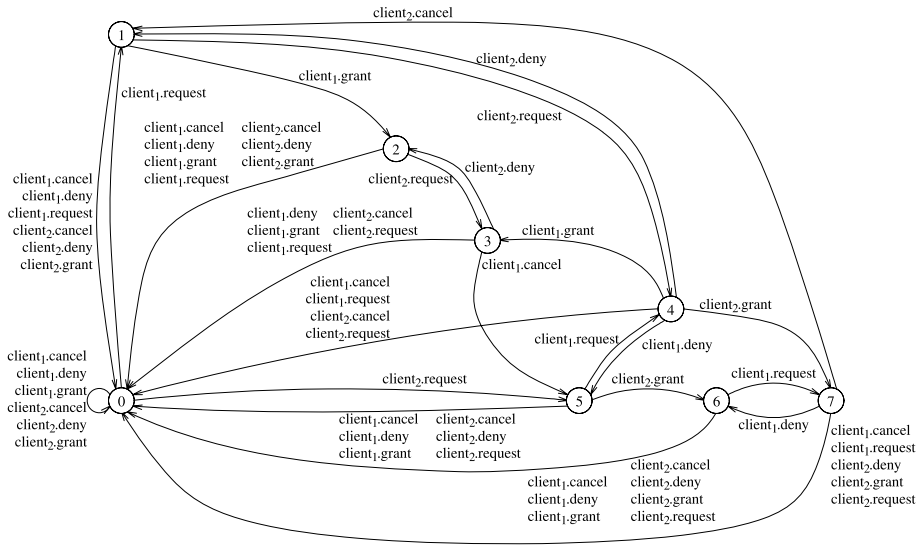 client2.cancel
1
client2.deny
client1.grant
client1.request
client2.request
client1.cancel client2.cancel
client1.deny client2.deny
client1.grant client2.grant
client1.request
2
client2.deny
client2.request
client1.cancel
client1.deny
client1.request
client2.cancel
client2.deny
client2.grant
client1.deny client2.cancel
client1.grant client2.request
client1.request
client1.grant
3
client1.cancel
client1.cancel
client1.request
client2.cancel
client2.request
4
client2.grant
client1.request
client1.deny
client1.cancel
client1.deny
client1.grant
client2.cancel
client2.deny
client2.grant
0
client2.request
client2.grant
client1.request
5
6
7
client1.deny
client1.cancel client2.cancel
client1.deny client2.deny
client1.grant client2.request
client1.cancel
client1.request
client2.deny
client2.grant
client2.request
client2.cancel
client1.cancel client2.deny
client1.deny client2.grant
client1.grant client2.request